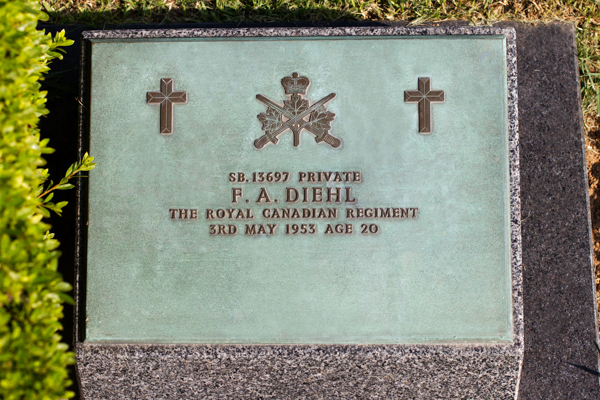 SB.13697 PRIVATE
F. A. DIEHL
THE ROYAL CANADIAN REGIMENT
3RD MAY 1953 AGE 20